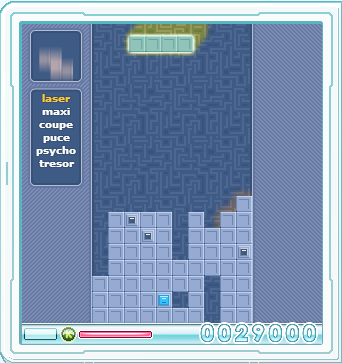 laser
maxi
coupe
puce
psycho
tresor
0029000